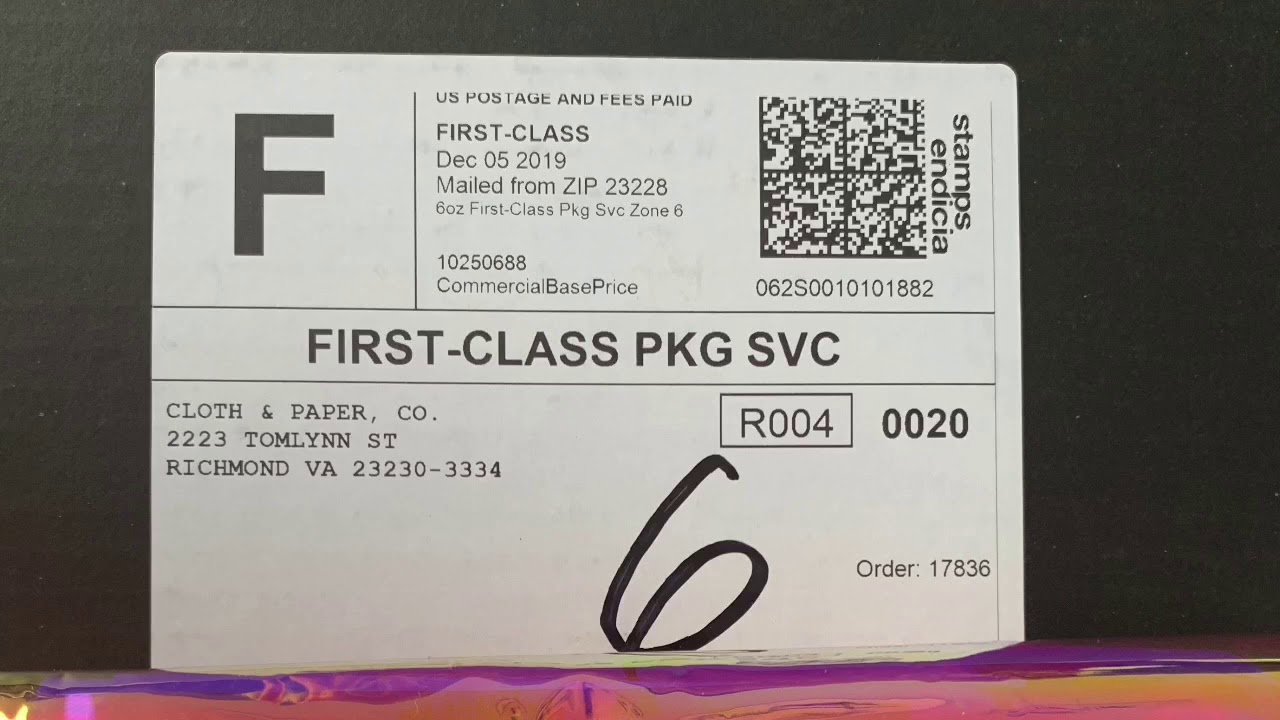 F
US POSTAGE AND FEES PAID
FIRST-CLASS
Dec 05 2019
Mailed from ZIP 23228
6oz First-Class Pkg Svc Zone 6
10250688
CommercialBasePrice
stamps
endicia
062S0010101882
FIRST-CLASS PKG SVC
CLOTH & PAPER, CO.
2223 TOMLYNN ST
RICHMOND VA 23230-3334
R004 0020
6
Order: 17836